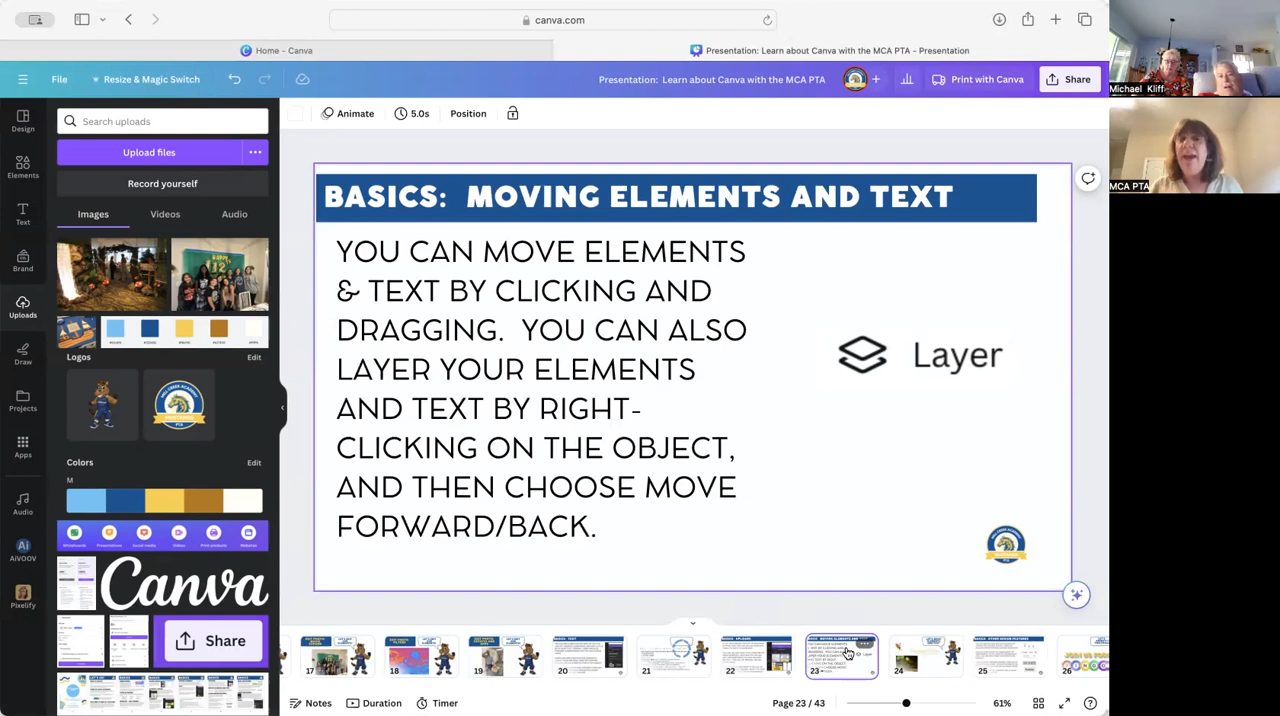 canva.com
Home - Canva
Presentation: Learn about Canva with the MCA PTA - Presentation
File
Resize & Magic Switch
Presentation: Learn about Canva with the MCA PTA
Print with Canva
Share
Michael Kliff
MCA PTA
Design
Elements
Text
Brand
Uploads
Draw
Projects
Apps
Audio
AiVOOV
Pixelify
Search uploads
Upload files
Record yourself
Images
Videos
Audio
Logos
Edit
Colors
Edit
M
Canva
Share
Animate
5.0s
Position
BASICS: MOVING ELEMENTS AND TEXT
YOU CAN MOVE ELEMENTS
& TEXT BY CLICKING AND
DRAGGING. YOU CAN ALSO
LAYER YOUR ELEMENTS
AND TEXT BY RIGHT-
CLICKING ON THE OBJECT,
AND THEN CHOOSE MOVE
FORWARD/BACK.
Layer
17
18
19
21
22
23
24
25
26
Notes
Duration
Timer
Page 23 / 43
61%